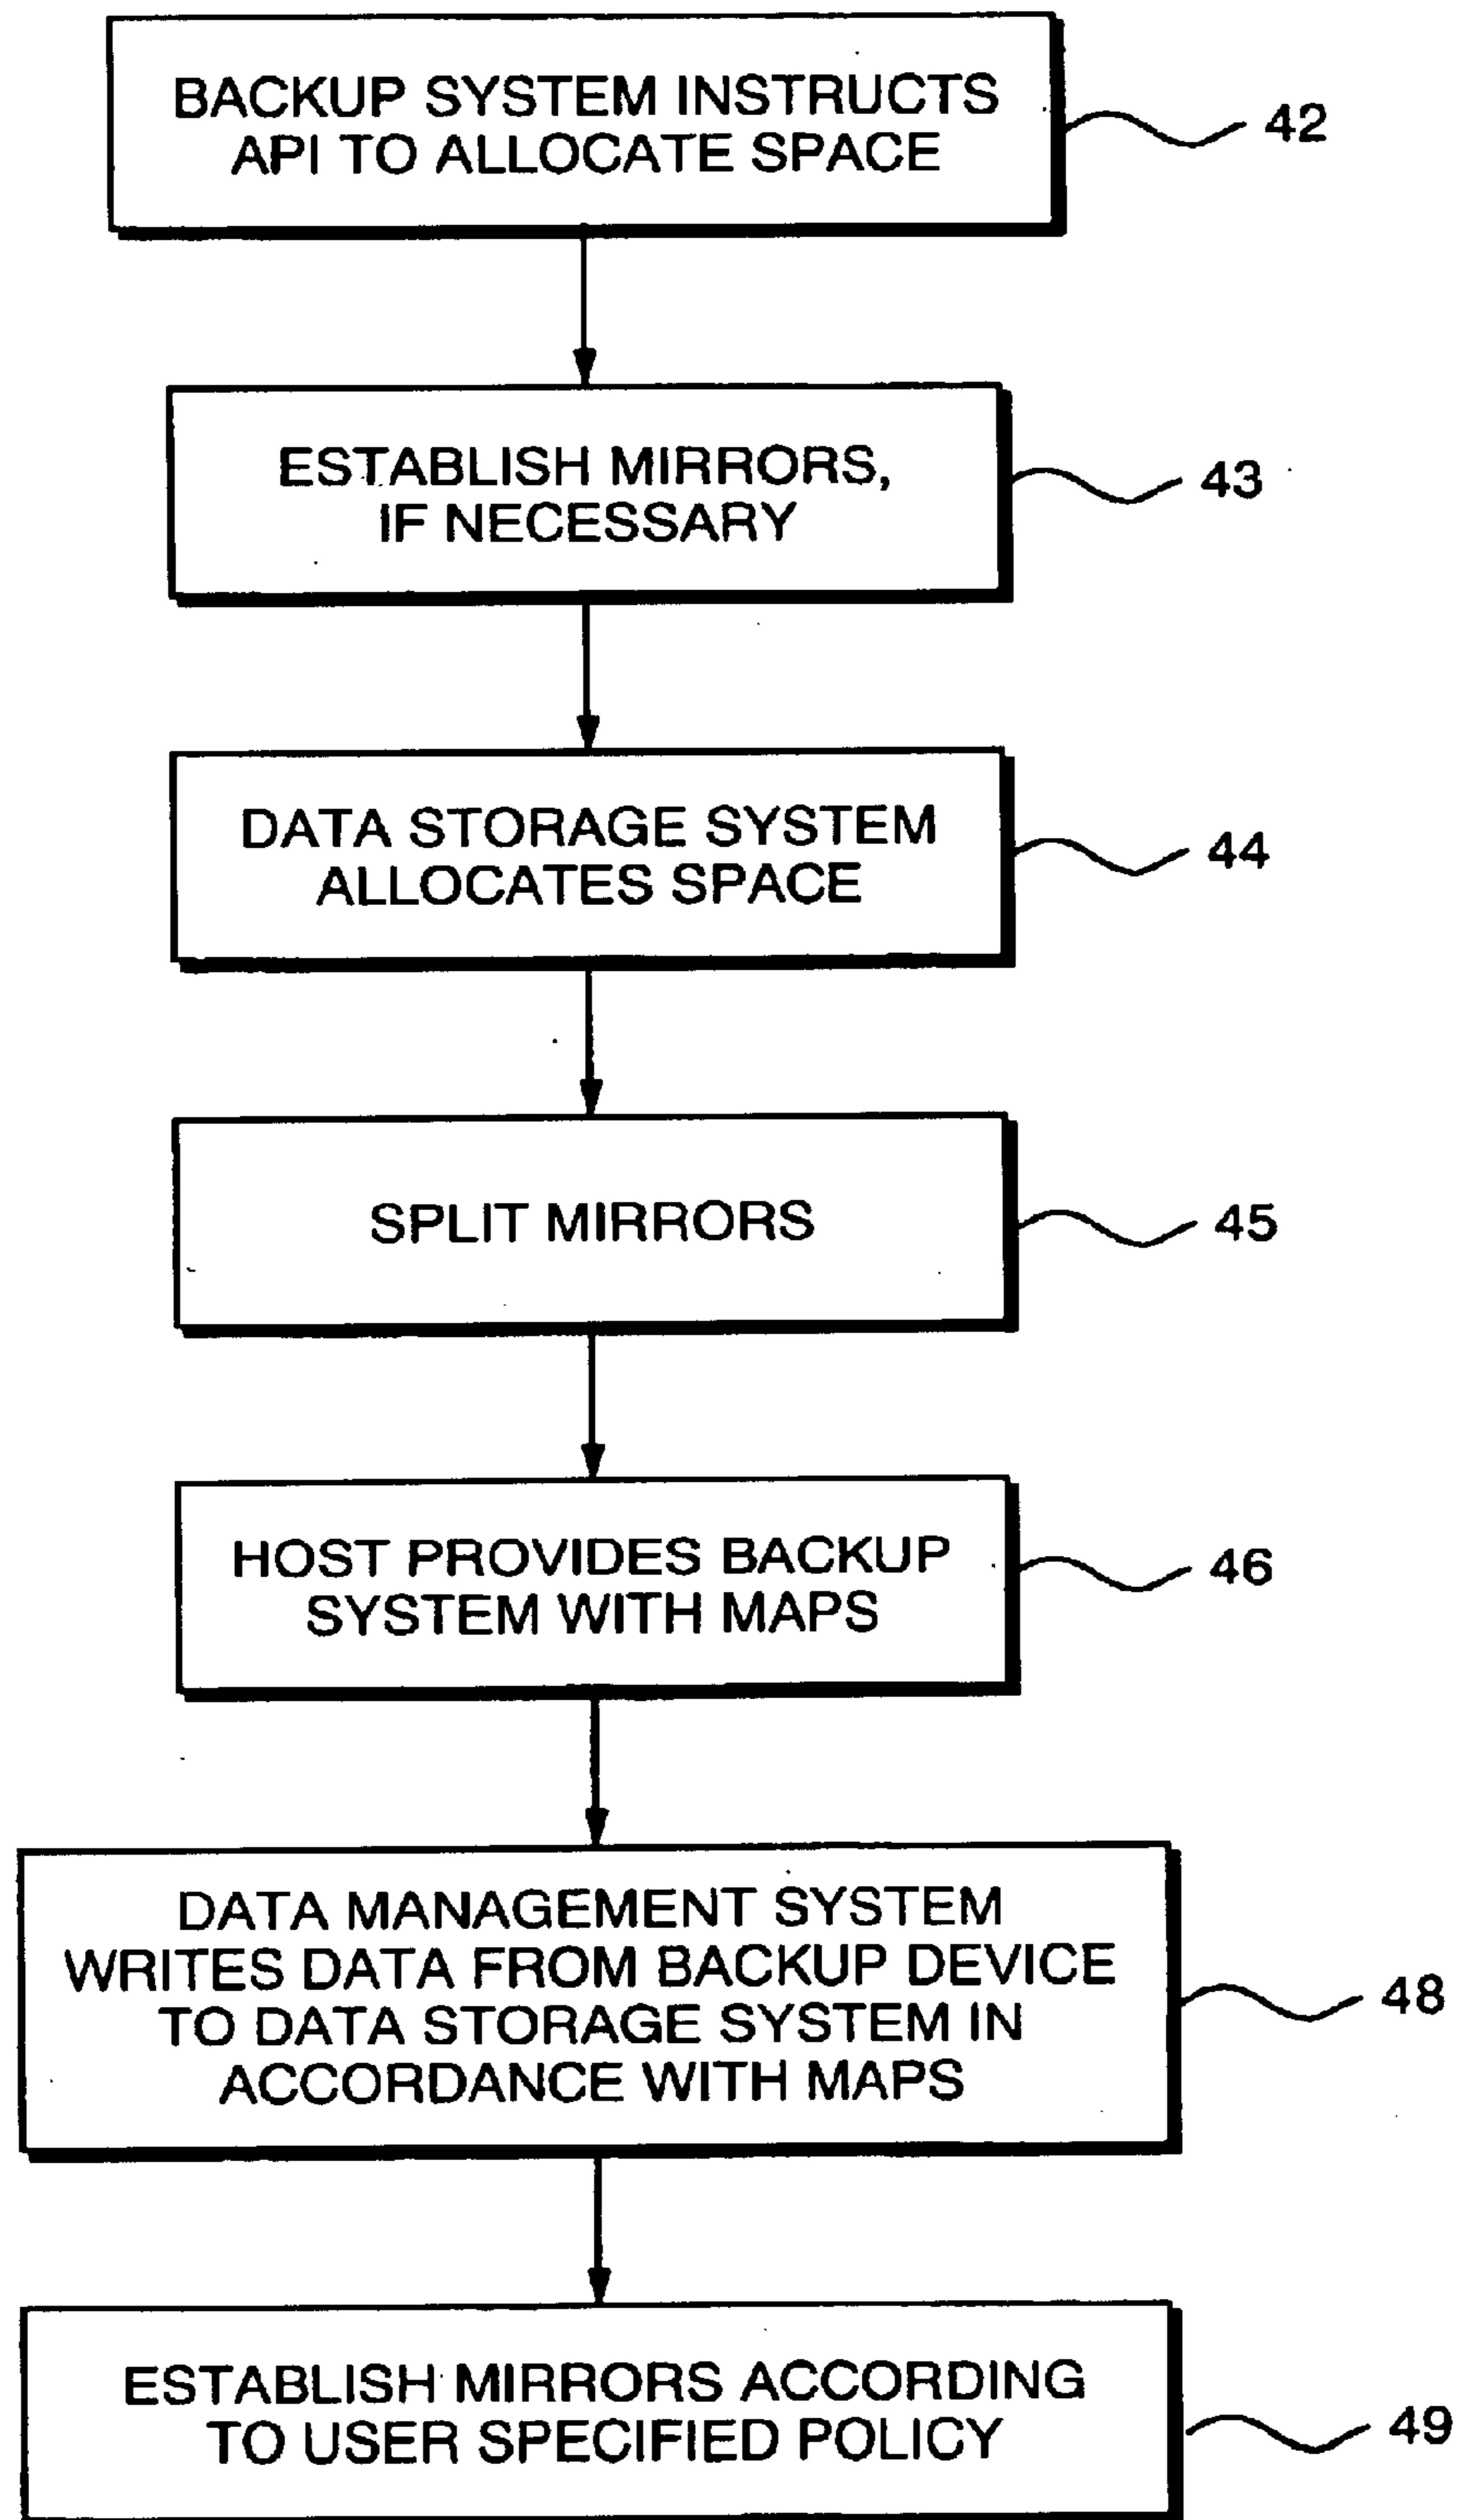 BACKUP SYSTEM INSTRUCTS
API TO ALLOCATE SPACE
42
ESTABLISH MIRRORS,
IF NECESSARY
43
DATA STORAGE SYSTEM
ALLOCATES SPACE
44
SPLIT MIRRORS
45
HOST PROVIDES BACKUP
SYSTEM WITH MAPS
46
DATA MANAGEMENT SYSTEM
WRITES DATA FROM BACKUP DEVICE
TO DATA STORAGE SYSTEM IN
ACCORDANCE WITH MAPS
48
ESTABLISH MIRRORS ACCORDING
TO USER SPECIFIED POLICY
49